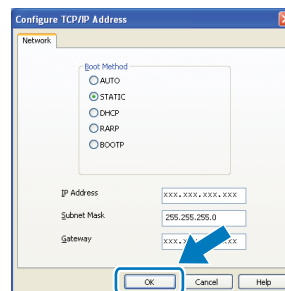 Configure TCP/IP Address
Network
Boot Method
AUTO
STATIC
DHCP
RARP
BOOTP
IP Address xxx.xxx.xxx.xxx
Subnet Mask 255.255.255.0
Gateway
OK Cancel Help